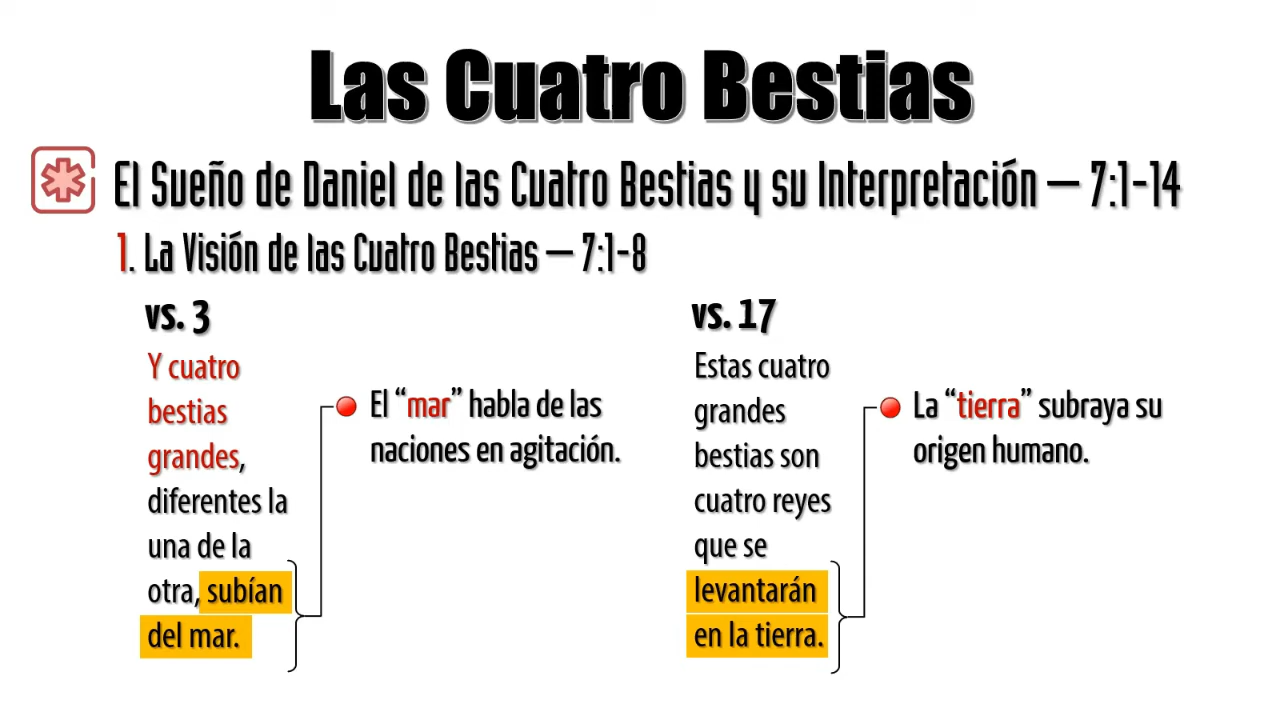 Las Cuatro Bestias
El Sueño de Daniel de las Cuatro Bestias y su Interpretación — 7:1-14
1. La Visión de las Cuatro Bestias — 7:1-8
vs. 3
Y cuatro
bestias
grandes,
diferentes la
una de la
otra, subían
del mar.
El “mar” habla de las
naciones en agitación.
vs. 17
Estas cuatro
grandes
bestias son
cuatro reyes
que se
levantarán
en la tierra.
La “tierra” subraya su
origen humano.